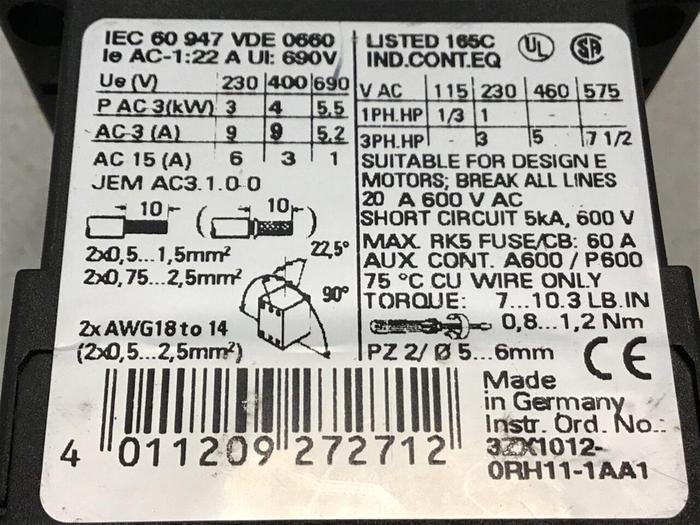 IEC 60 947 VDE 0660
Ie AC-1:22 A UI: 690V
Ue (V) 230 400 690
P AC 3(kW) 3 4 5.5
AC-3 (A) 9 9 5.2
AC 15 (A) 6 3 1
JEM AC3.1.0-0
10 ( 10 )
2x0,5...1,5mm²
2x0,75...2,5mm²
22,5°
90°
2x AWG18 to 14
(2x0,5...2,5mm²)
LISTED 165C UL SA
IND.CONT.EQ
V AC 115 230 460 575
1PH.HP 1/3 1
3PH.HP - 3 5 7 1/2
SUITABLE FOR DESIGN E
MOTORS; BREAK ALL LINES
20 A 600 V AC
SHORT CIRCUIT 5kA, 600 V
MAX. RK5 FUSE/CB: 60 A
AUX. CONT. A600 / P600
75 °C CU WIRE ONLY
TORQUE: 7...10.3 LB.IN
0,8...1,2 Nm
PZ 2/ Ø 5...6mm
CE
4 011209 272712
Made
in Germany
Instr. Ord. No.:
3ZX1012-
0RH11-1AA1